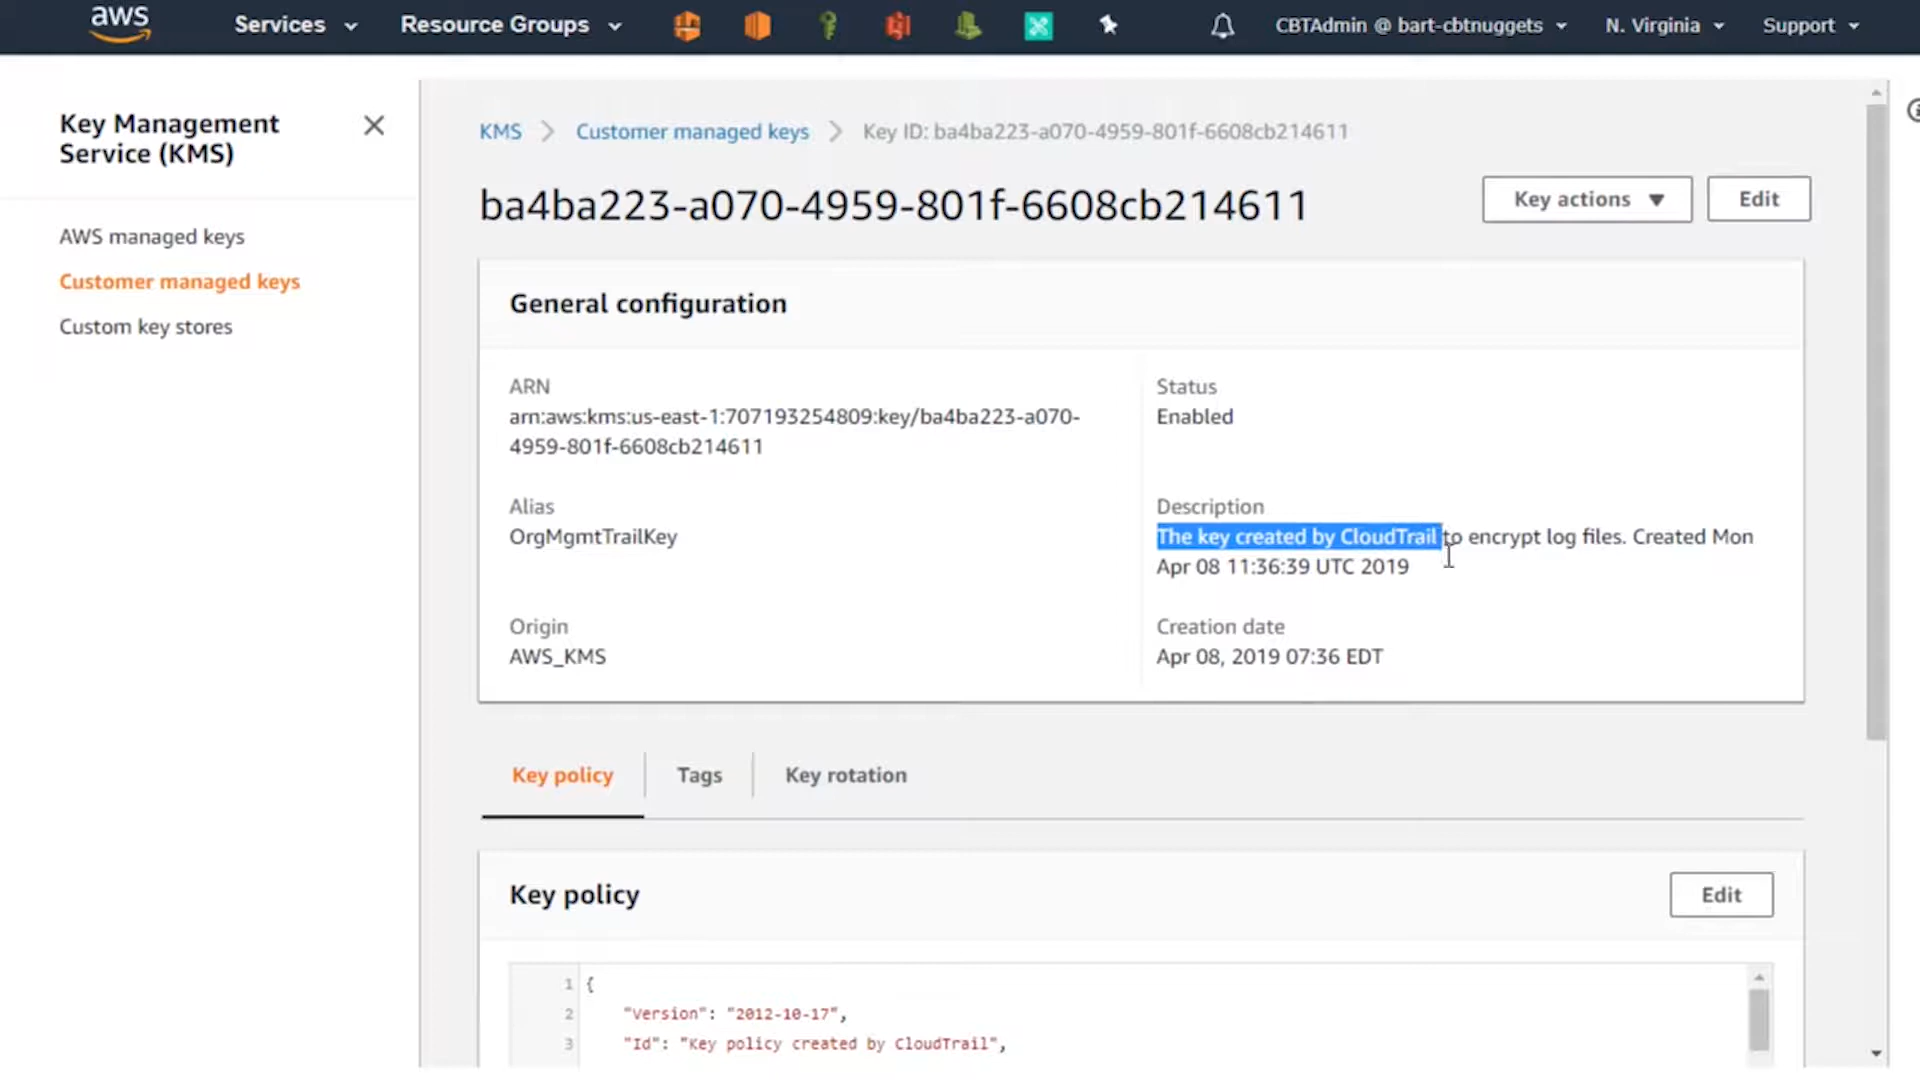 aws
Services
Resource Groups
CBTAdmin @ bart-cbtnuggets
N. Virginia
Support
Key Management
Service (KMS)
AWS managed keys
Customer managed keys
Custom key stores
KMS
Customer managed keys
Key ID: ba4ba223-a070-4959-801f-6608cb214611
ba4ba223-a070-4959-801f-6608cb214611
Key actions
Edit
General configuration
ARN
arn:aws:kms:us-east-1:707193254809:key/ba4ba223-a070-
4959-801f-6608cb214611
Status
Enabled
Alias
OrgMgmtTrailKey
Description
The key created by CloudTrail to encrypt log files. Created Mon
Apr 08 11:36:39 UTC 2019
Origin
AWS_KMS
Creation date
Apr 08, 2019 07:36 EDT
Key policy
Tags
Key rotation
Key policy
Edit
1 {
2 "Version": "2012-10-17",
3 "Id": "Key policy created by CloudTrail",